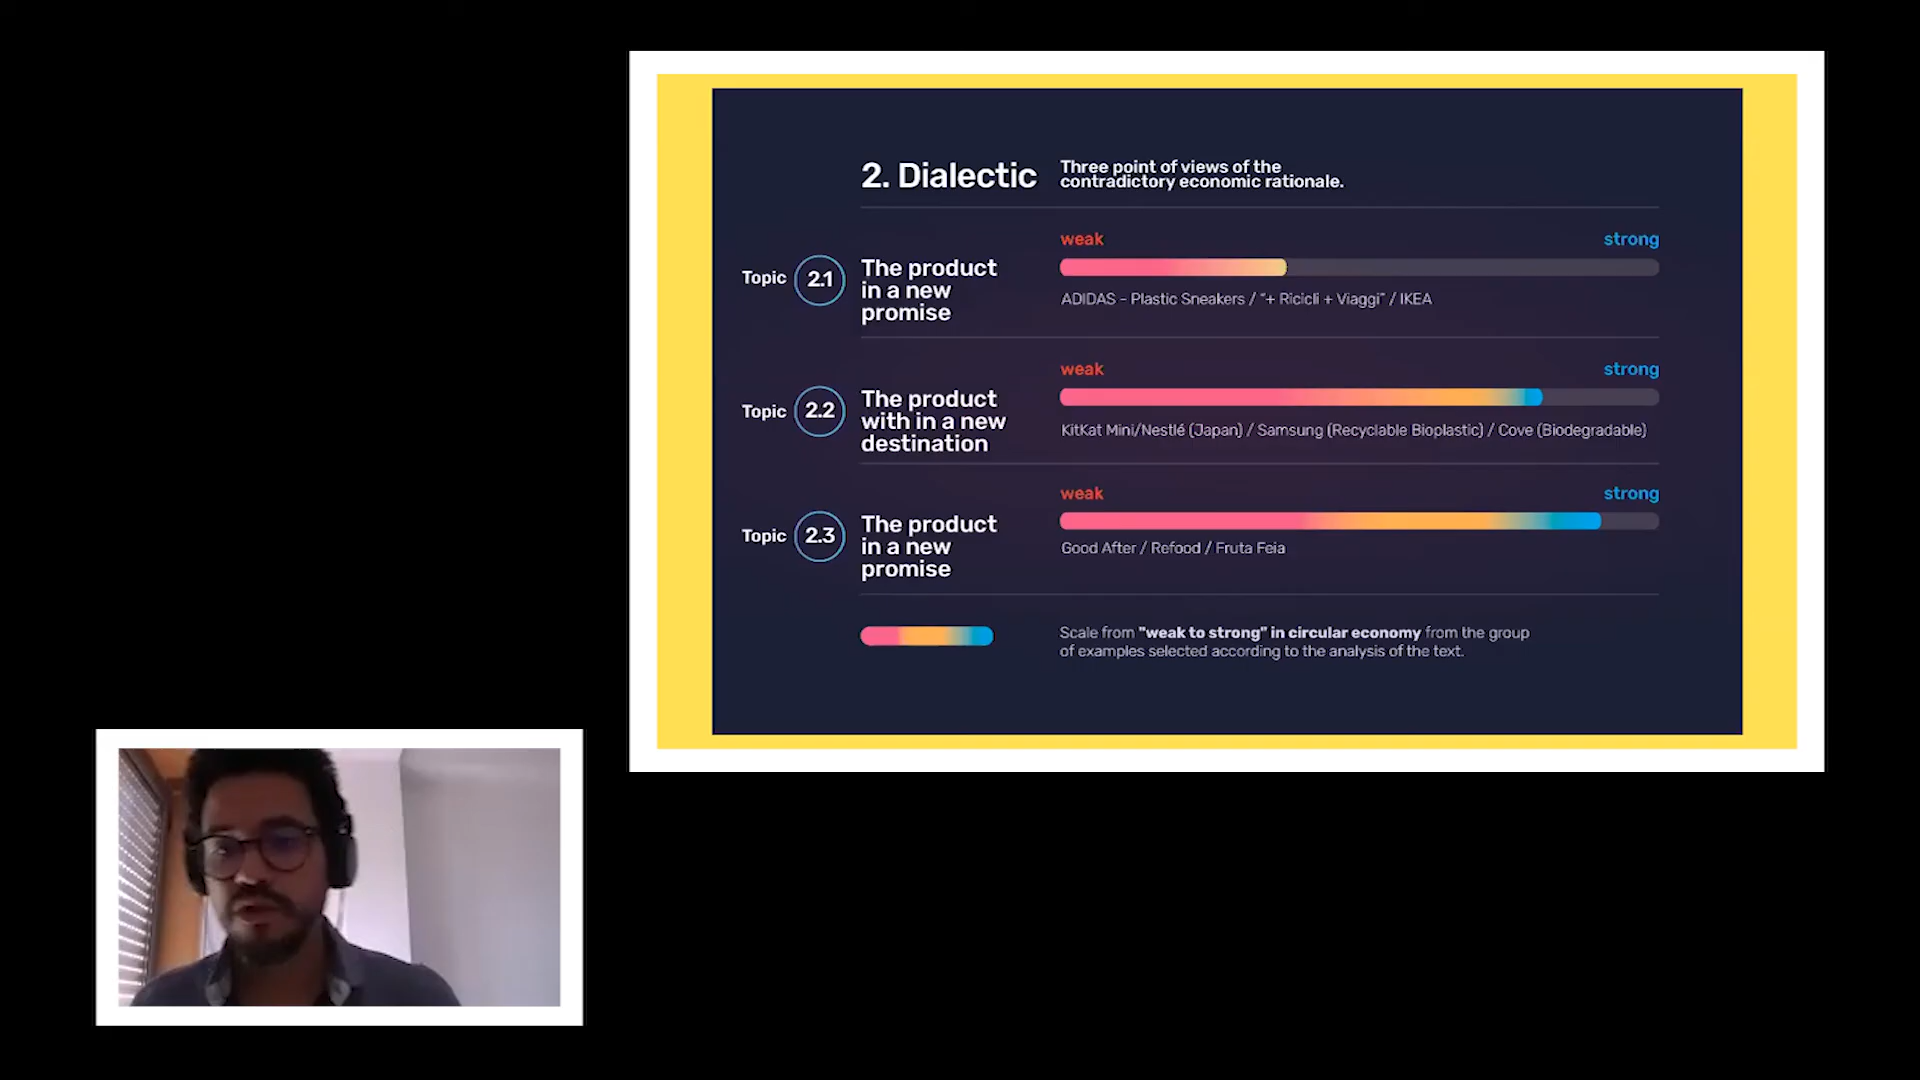 2. Dialectic
Three point of views of the
contradictory economic rationale.
weak
strong
Topic
2.1
The product
in a new
promise
ADIDAS - Plastic Sneakers / "+ Ricicli + Viaggi" / IKEA
weak
strong
Topic
2.2
The product
with in a new
destination
KitKat Mini/Nestlé (Japan) / Samsung (Recyclable Bioplastic) / Cove (Biodegradable)
weak
strong
Topic
2.3
The product
in a new
promise
Good After / Refood / Fruta Feia
Scale from "weak to strong" in circular economy from the group
of examples selected according to the analysis of the text.